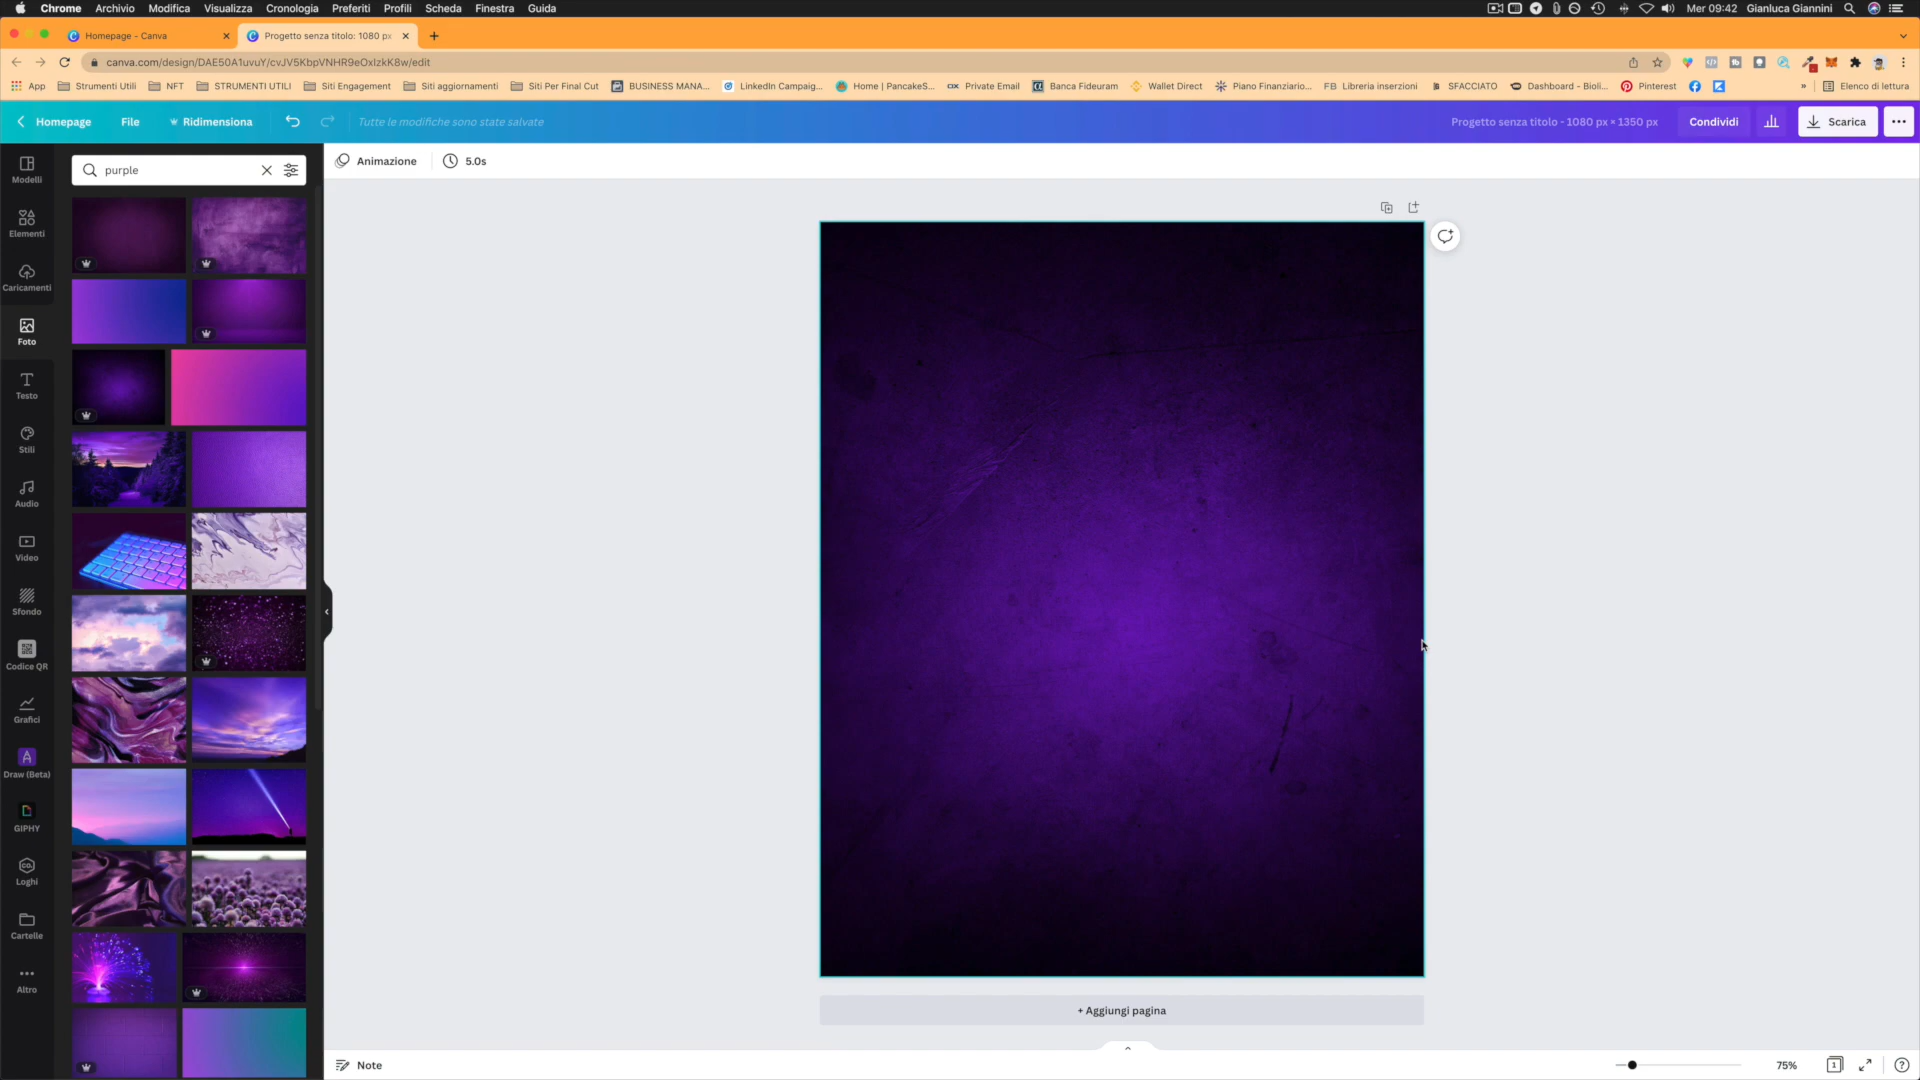 Chrome Archivio Modifica Visualizza Cronologia Preferiti Profili Scheda Finestra Guida Mer 09:42 Gianluca Giannini
Homepage - Canva Progetto senza titolo: 1080 px
canva.com/design/DAE50A1uvuY/cvJV5KbpVNHR9eOxIzkK8w/edit
App Strumenti Utili NFT STRUMENTI UTILI Siti Engagement Siti aggiornamenti Siti Per Final Cut BUSINESS MANA... LinkedIn Campaig... Home | PancakeS... Private Email Banca Fideuram Wallet Direct Piano Finanziario... FB Libreria inserzioni SFACCIATO Dashboard - Bioli... Pinterest » Elenco di lettura
Homepage File Ridimensiona Tutte le modifiche sono state salvate Progetto senza titolo - 1080 px × 1350 px Condividi Scarica
purple
Animazione 5.0s
Modelli
Elementi
Caricamenti
Foto
Testo
Stili
Audio
Video
Sfondo
Codice QR
Grafici
Draw (Beta)
GIPHY
Loghi
Cartelle
Altro
+ Aggiungi pagina
Note 75% 1